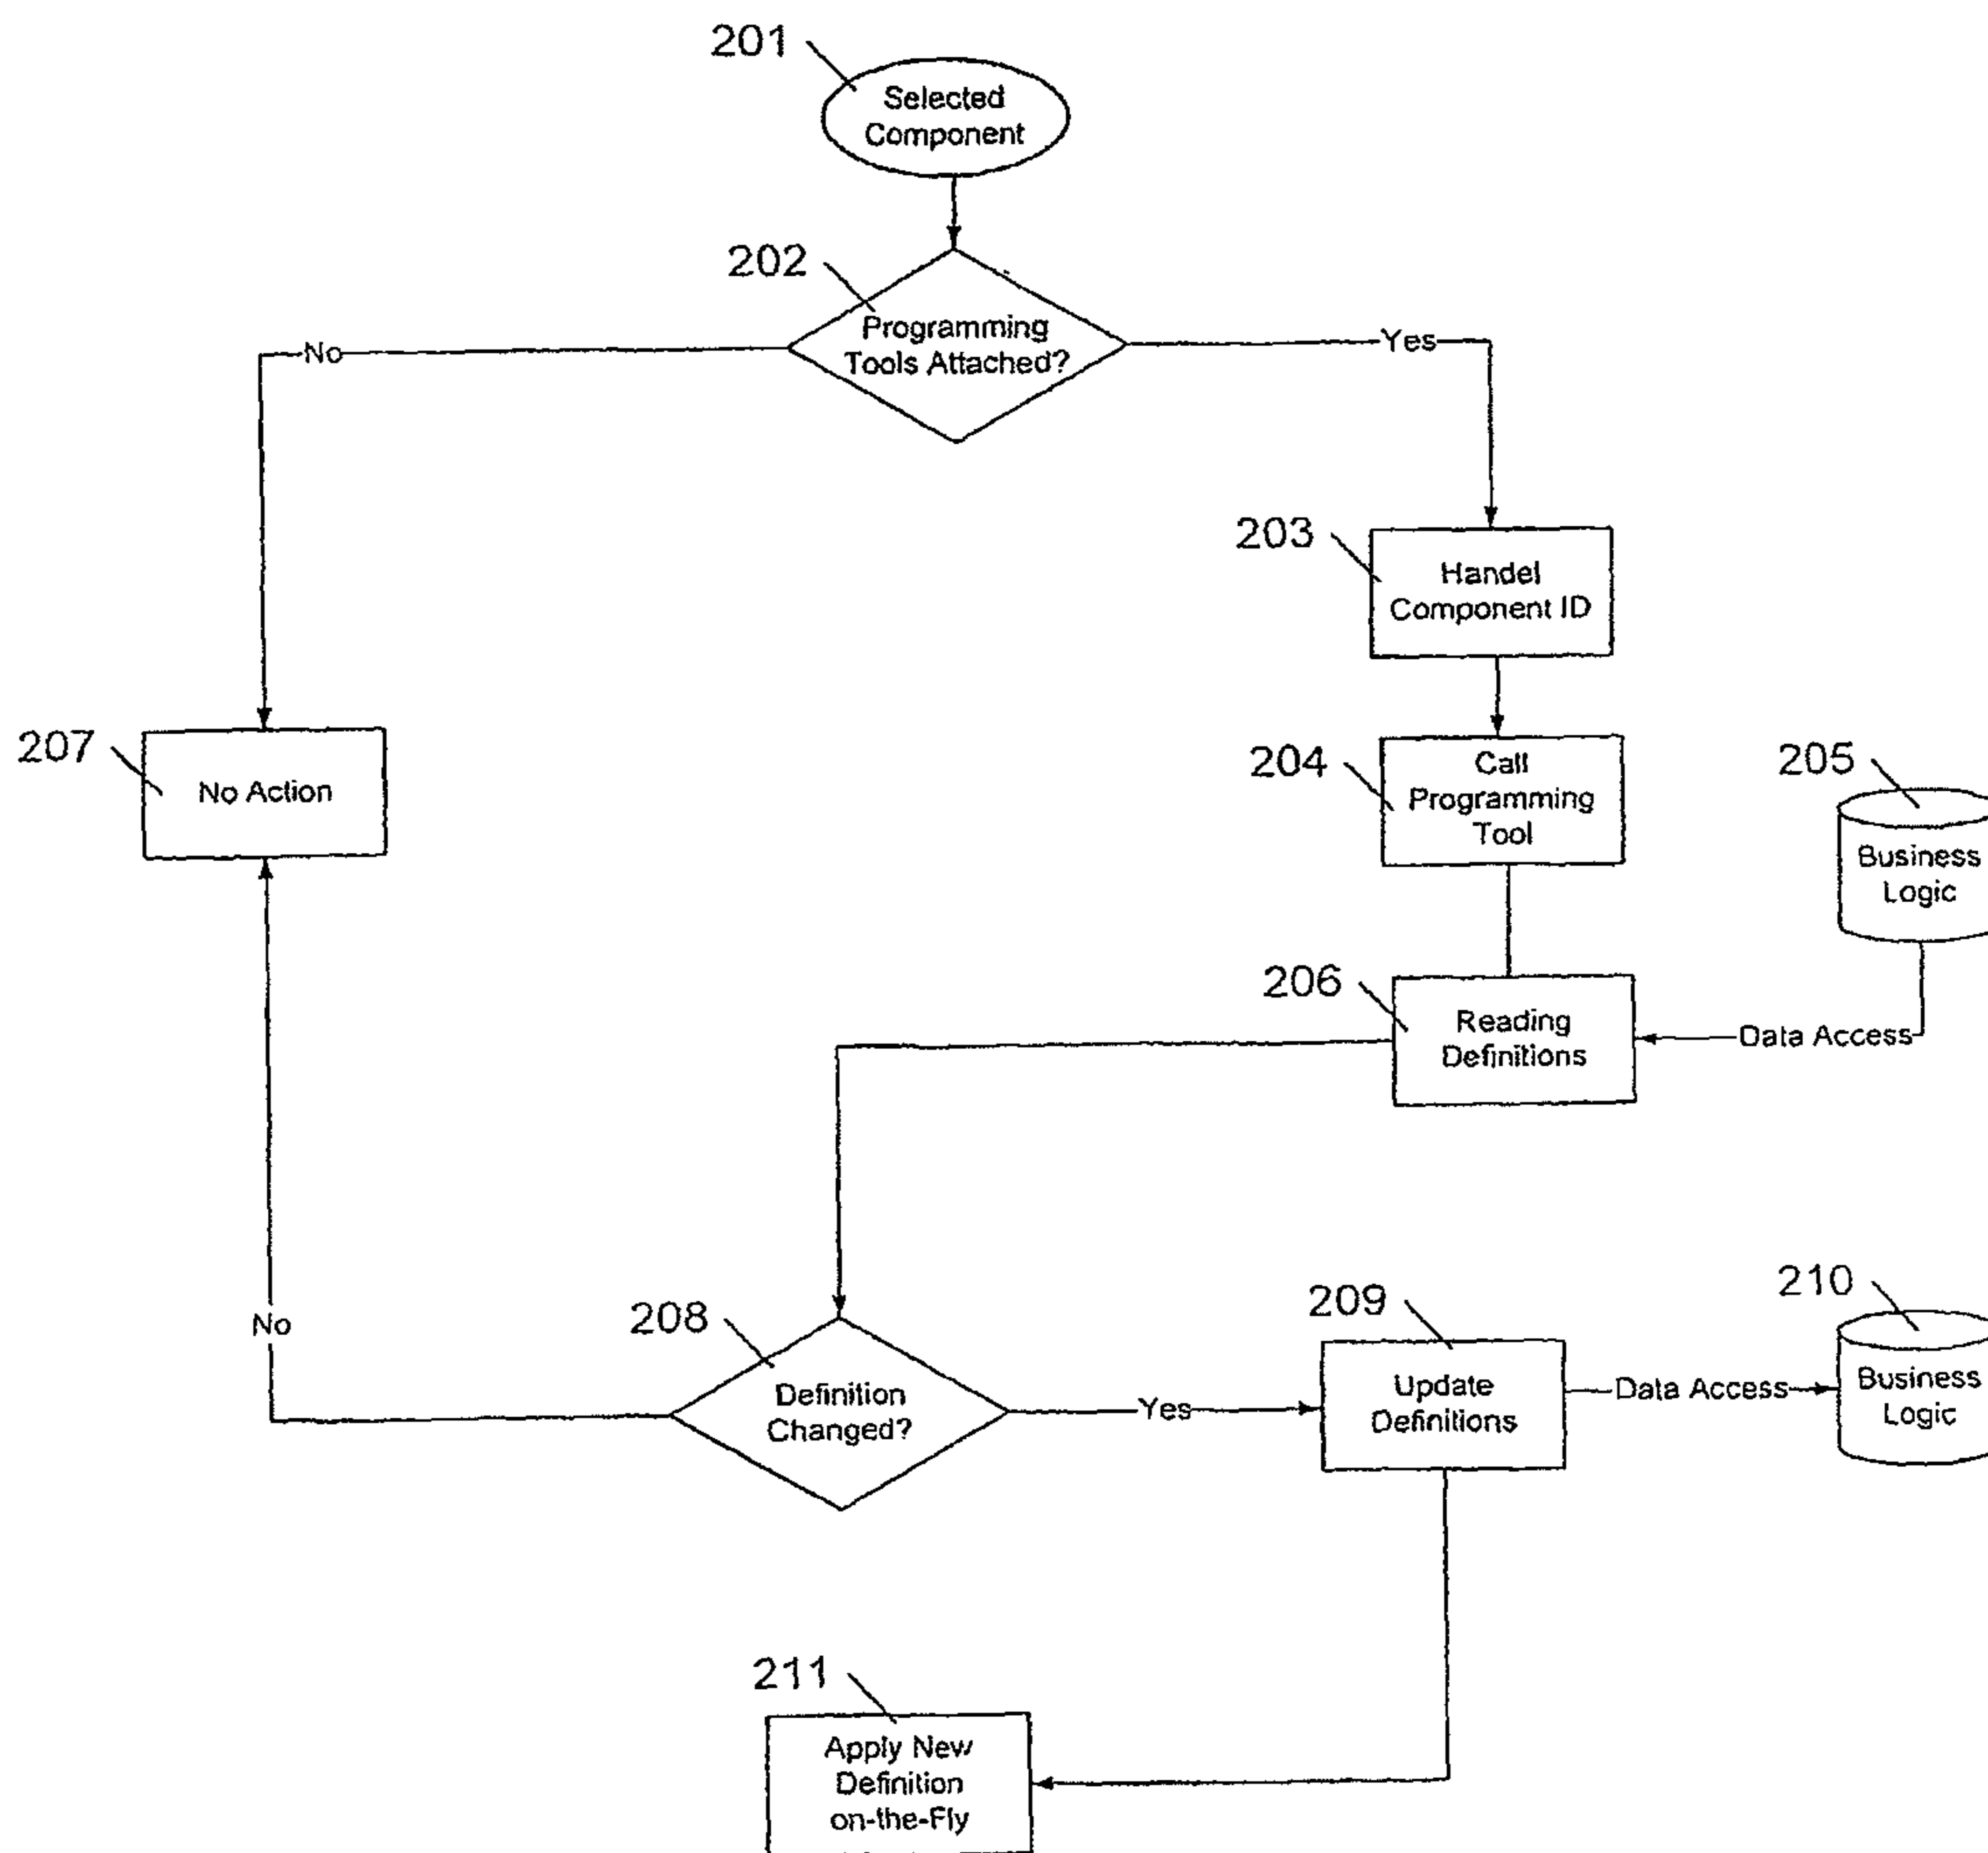 201
Selected
Component
202
Programming
Tools Attached?
No
Yes
203
Handel
Component ID
207
No Action
204
Call
Programming
Tool
205
Business
Logic
206
Reading
Definitions
Data Access
No
208
Definition
Changed?
Yes
209
Update
Definitions
Data Access
210
Business
Logic
211
Apply New
Definition
on-the-Fly